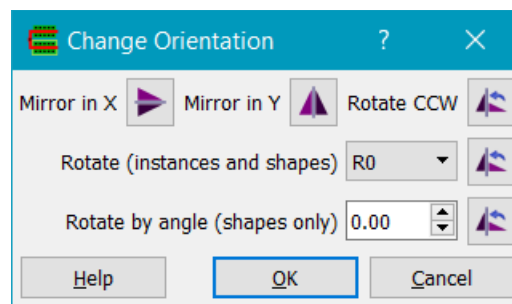 Change Orientation ?
Mirror in X Mirror in Y Rotate CCW
Rotate (instances and shapes) R0
Rotate by angle (shapes only) 0.00
Help OK Cancel